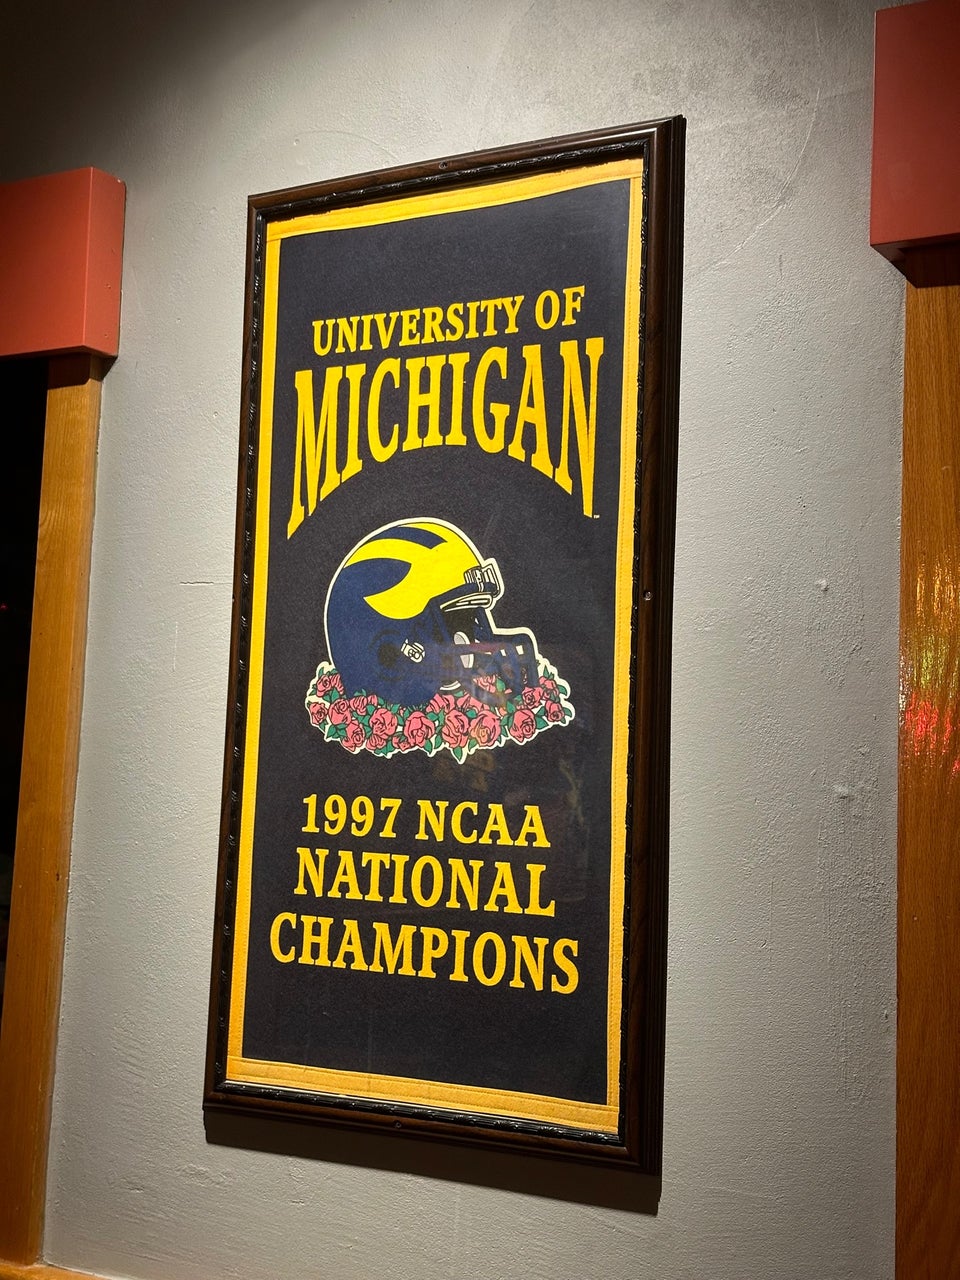 UNIVERSITY OF
MICHIGAN
1997 NCAA
NATIONAL
CHAMPIONS